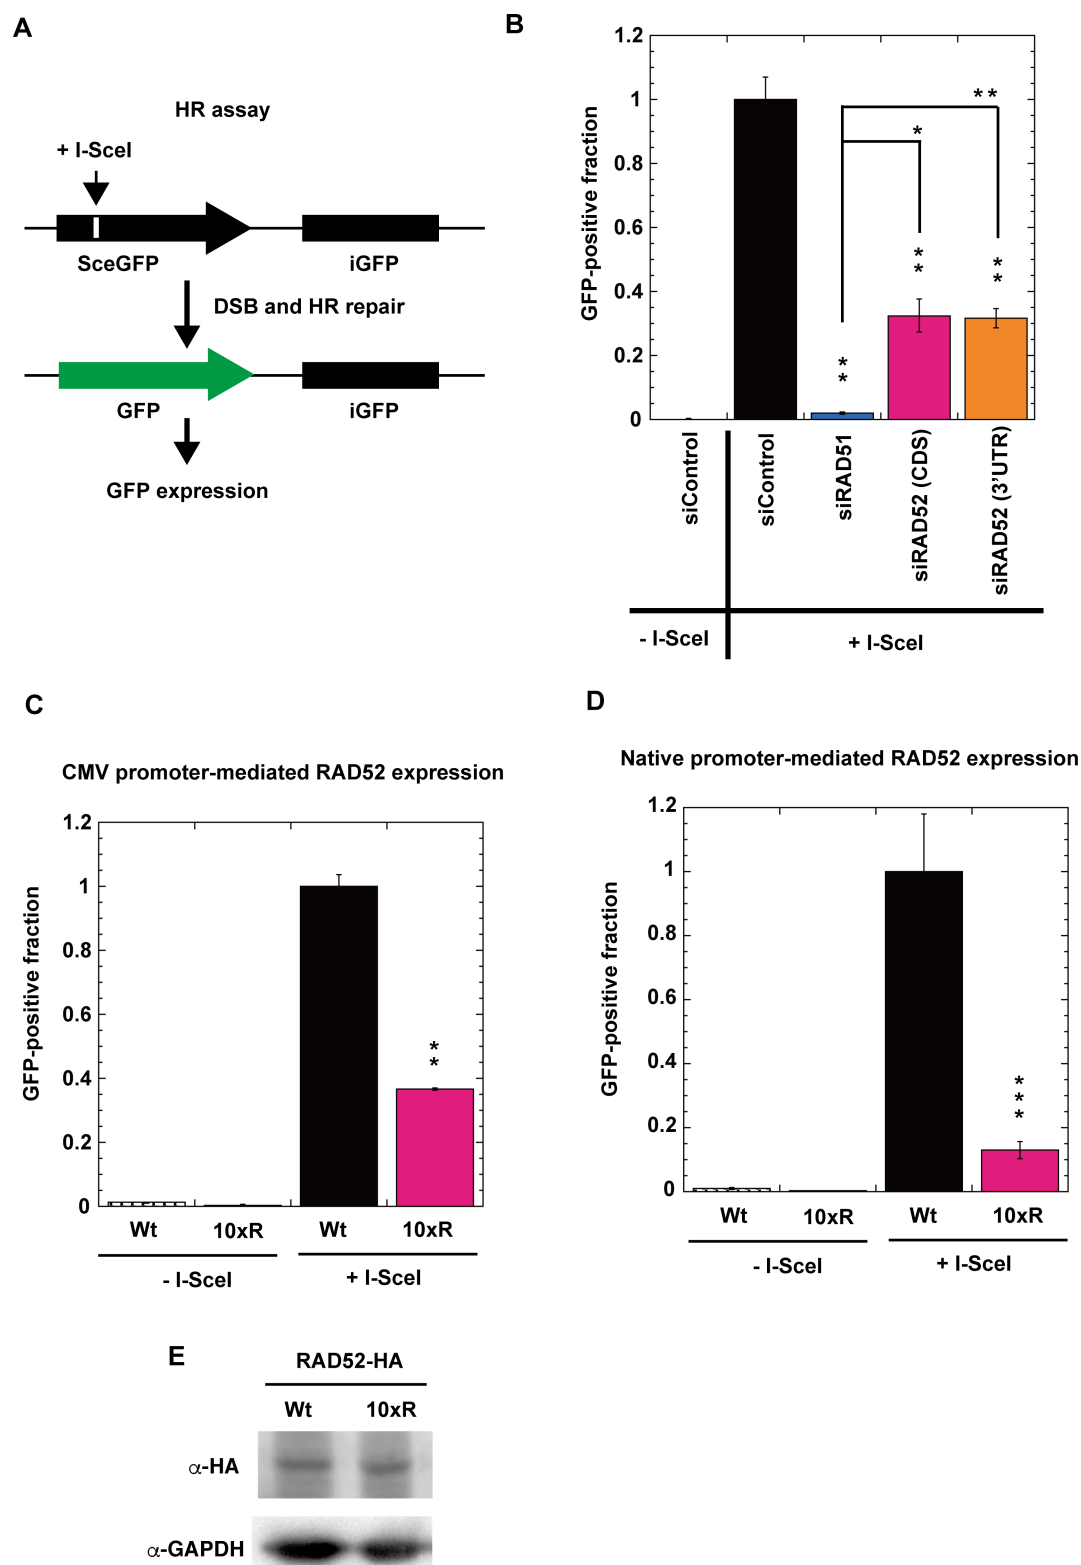 A
HR assay
+ I-SceI
SceGFP
iGFP
DSB and HR repair
GFP
iGFP
GFP expression
B
GFP-positive fraction
1.2
1
0.8
0.6
0.4
0.2
0
**
*
**
**
**
siControl
siControl
siRAD51
siRAD52 (CDS)
siRAD52 (3'UTR)
- I-SceI
+ I-SceI
C
CMV promoter-mediated RAD52 expression
GFP-positive fraction
1.2
1
0.8
0.6
0.4
0.2
0
**
Wt
10xR
Wt
10xR
- I-SceI
+ I-SceI
D
Native promoter-mediated RAD52 expression
GFP-positive fraction
1.2
1
0.8
0.6
0.4
0.2
0
***
Wt
10xR
Wt
10xR
- I-SceI
+ I-SceI
E
RAD52-HA
Wt
10xR
α-HA
α-GAPDH